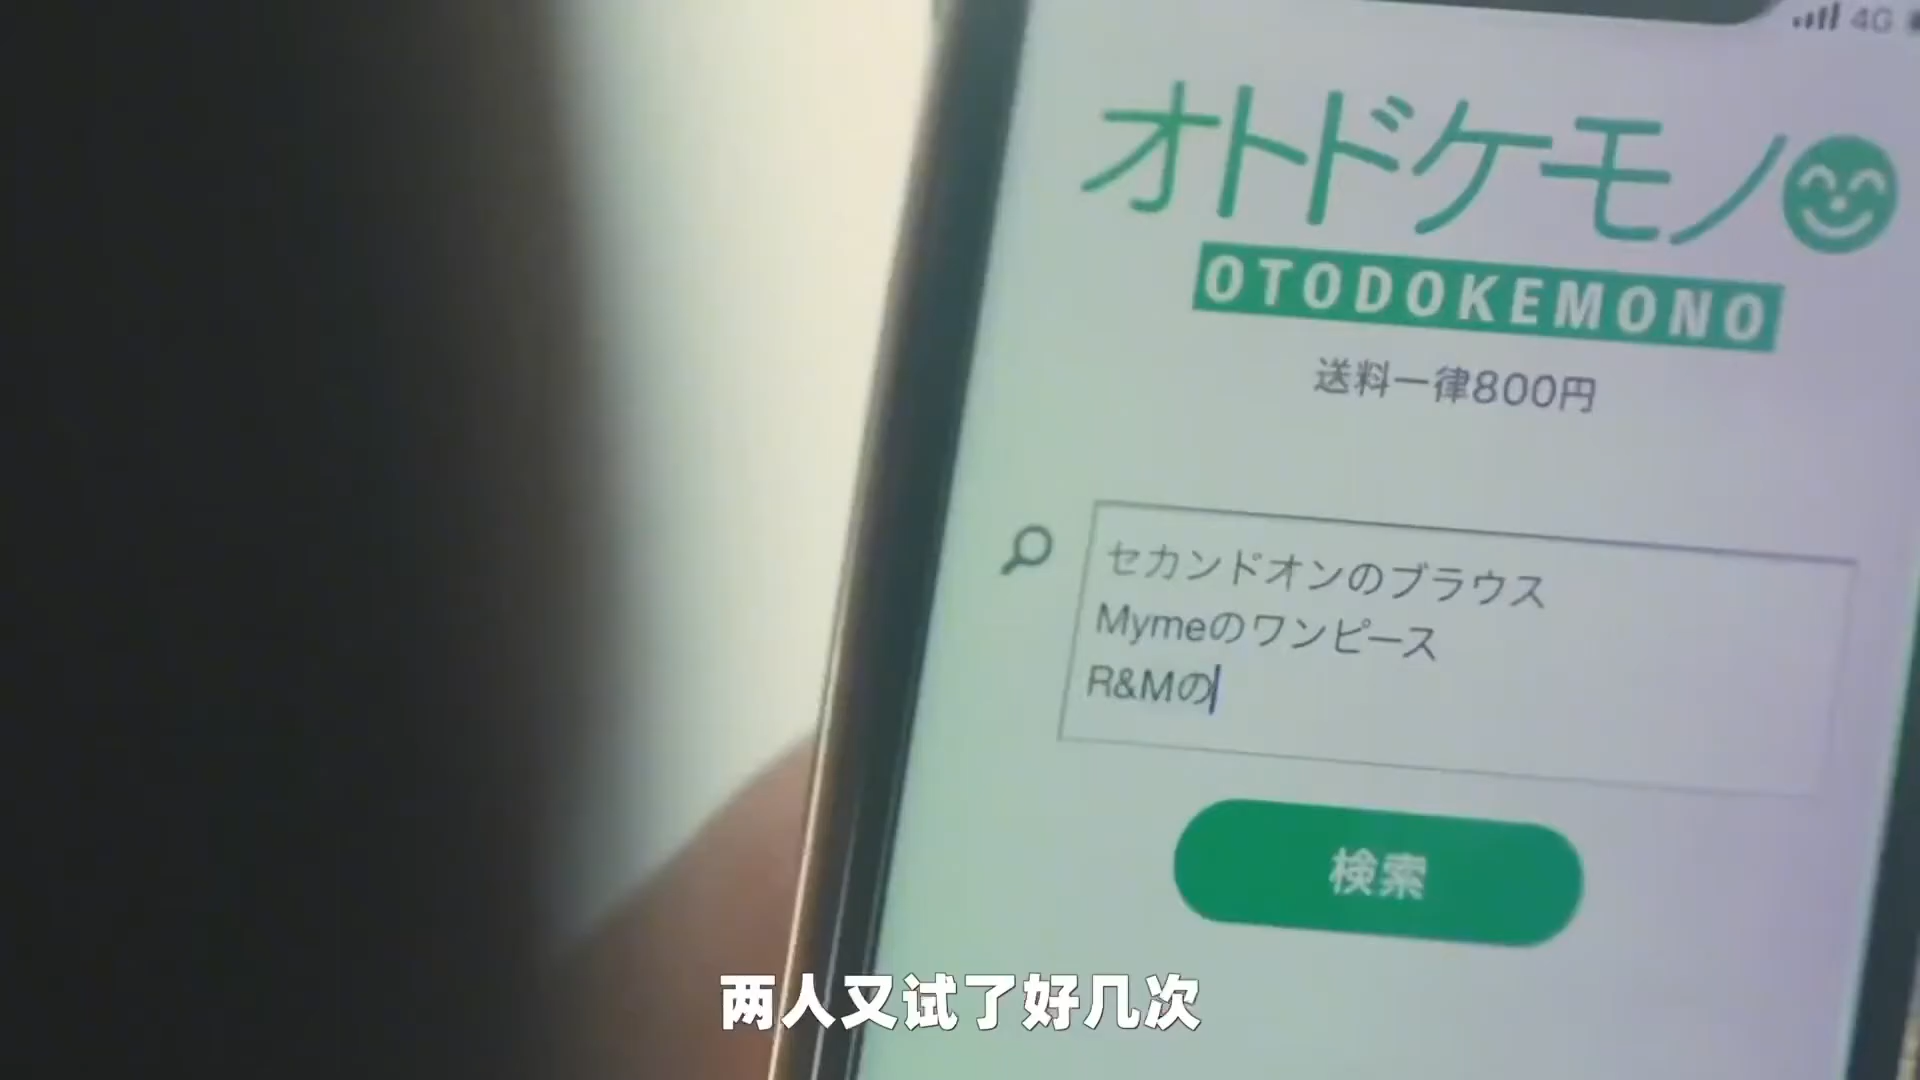 4G
オトドケモノ
OTODOKEMONO
送料一律800円
セカンドオンのブラウス
Mymeのワンピース
R&Mの
検索
两人又试了好几次